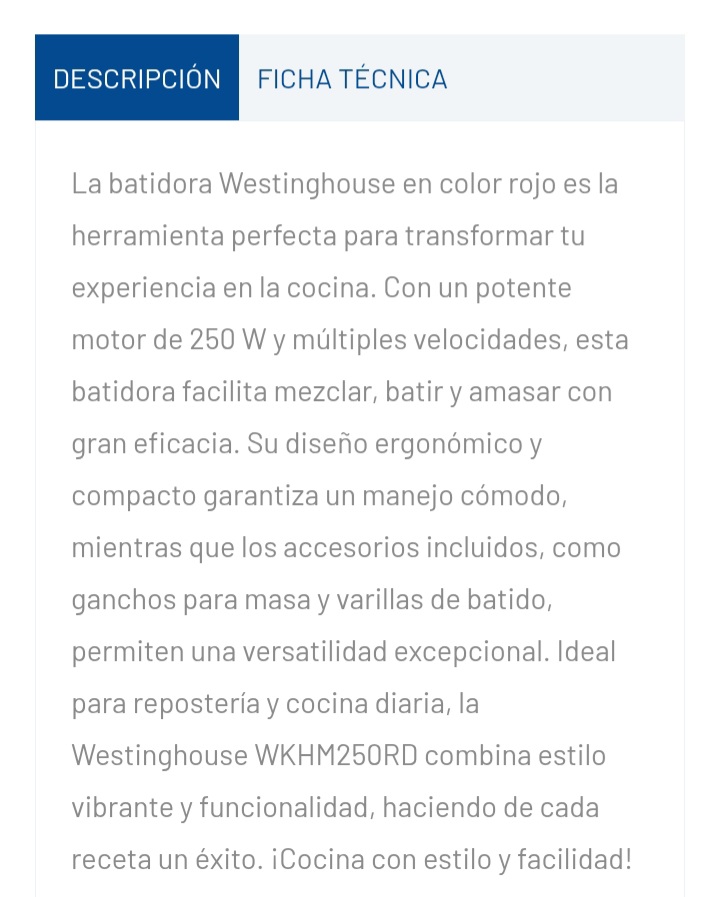 DESCRIPCIÓN FICHA TÉCNICA
La batidora Westinghouse en color rojo es la
herramienta perfecta para transformar tu
experiencia en la cocina. Con un potente
motor de 250 W y múltiples velocidades, esta
batidora facilita mezclar, batir y amasar con
gran eficacia. Su diseño ergonómico y
compacto garantiza un manejo cómodo,
mientras que los accesorios incluidos, como
ganchos para masa y varillas de batido,
permiten una versatilidad excepcional. Ideal
para repostería y cocina diaria, la
Westinghouse WKHM250RD combina estilo
vibrante y funcionalidad, haciendo de cada
receta un éxito. ¡Cocina con estilo y facilidad!